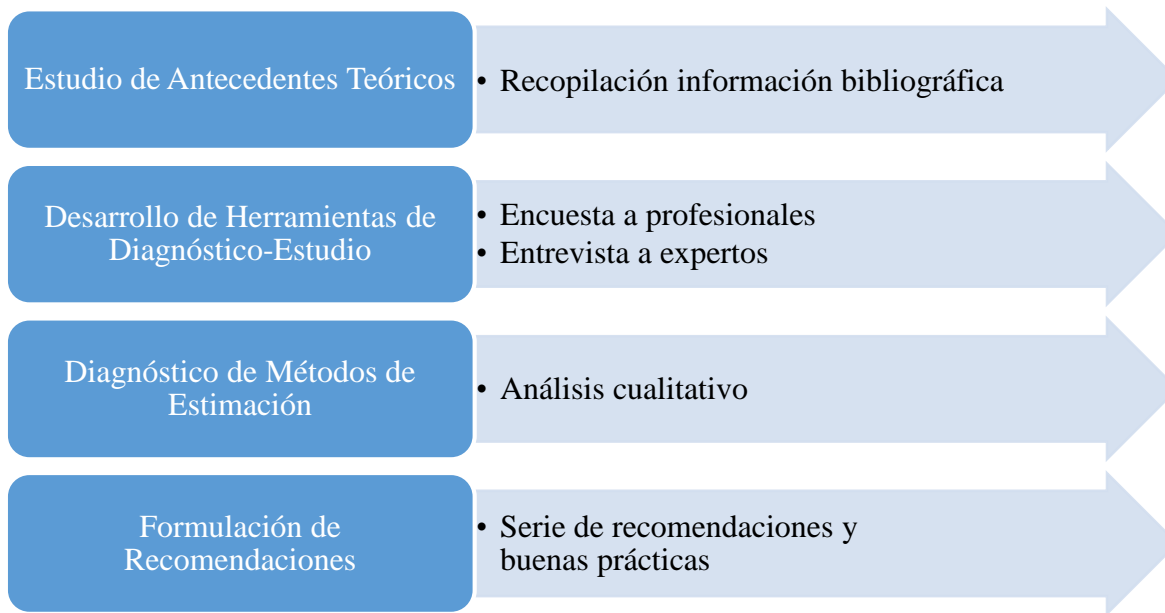 Estudio de Antecedentes Teóricos
• Recopilación información bibliográfica
Desarrollo de Herramientas de
Diagnóstico-Estudio
• Encuesta a profesionales
• Entrevista a expertos
Diagnóstico de Métodos de
Estimación
• Análisis cualitativo
Formulación de
Recomendaciones
• Serie de recomendaciones y
buenas prácticas